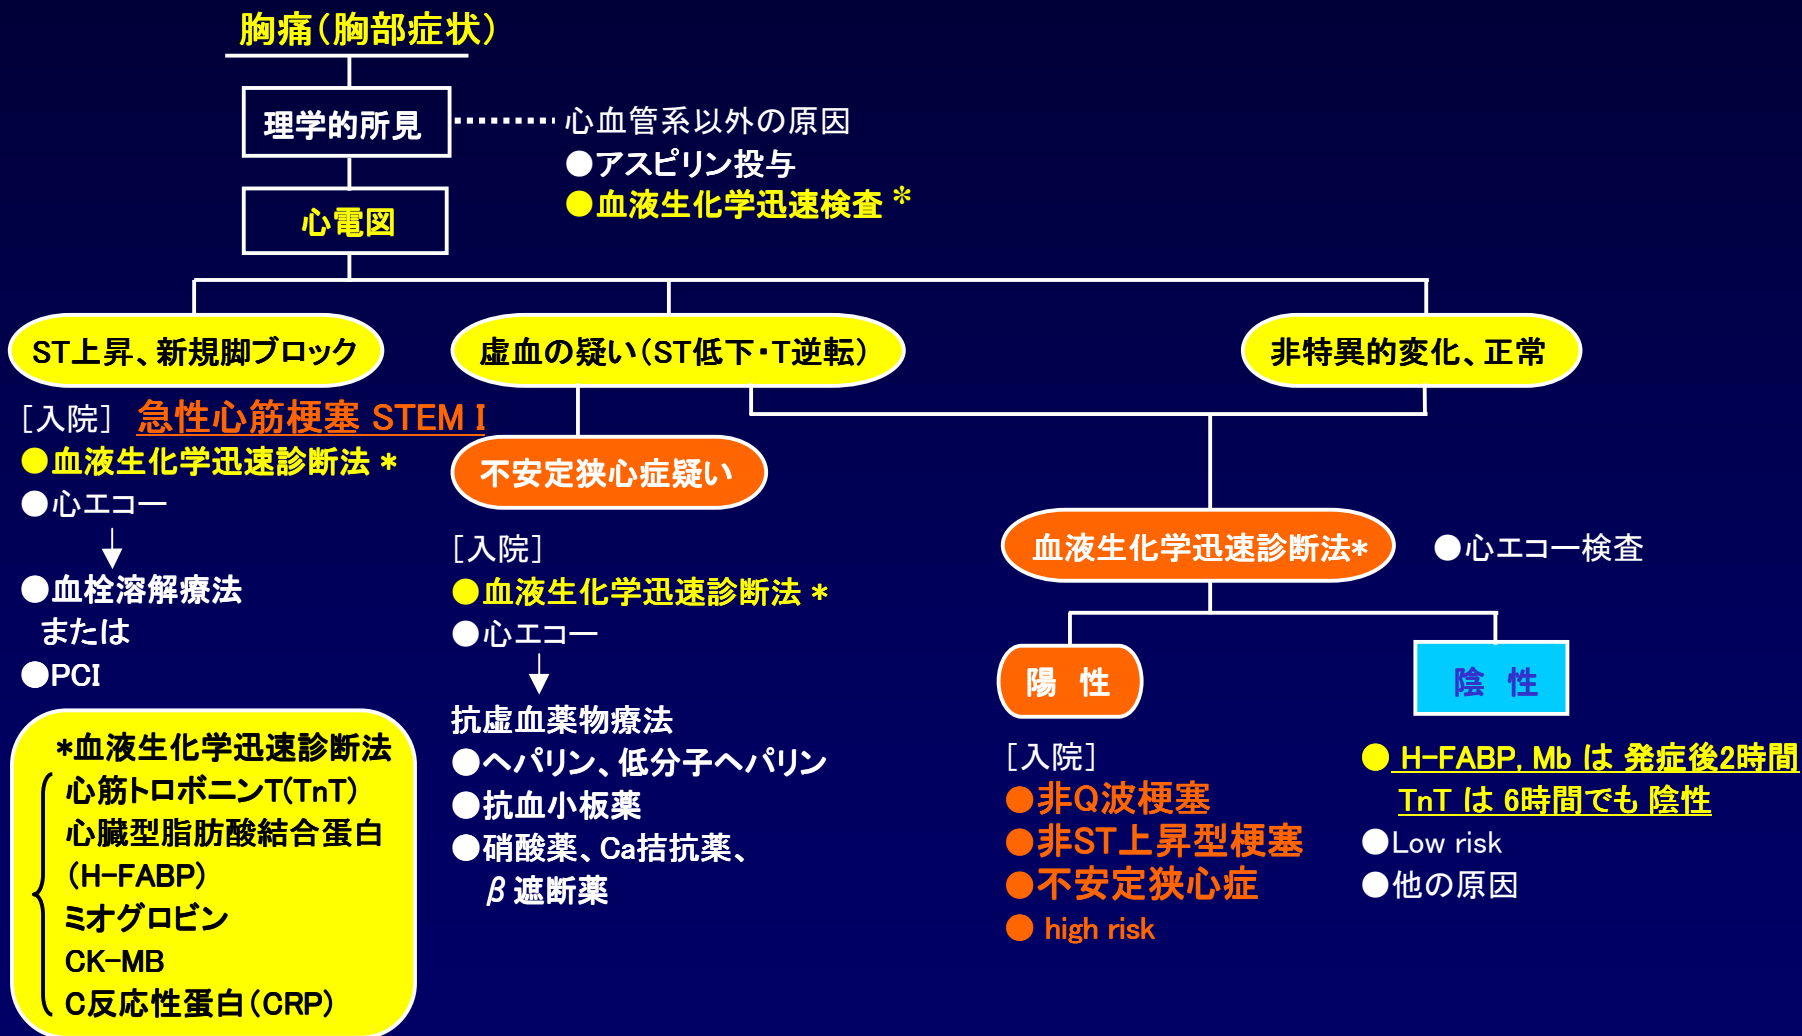 胸痛（胸部症状）
理学的所見
心血管系以外の原因
●アスピリン投与
●血液生化学迅速検査 *
心電図
ST上昇、新規脚ブロック
虚血の疑い（ST低下・T逆転）
非特異的変化、正常
［入院］ 急性心筋梗塞 STEM I
●血液生化学迅速診断法 *
●心エコー
●血栓溶解療法
または
●PCI
*血液生化学迅速診断法
心筋トロポニンT(TnT)
心臓型脂肪酸結合蛋白
（H-FABP）
ミオグロビン
CK-MB
C反応性蛋白（CRP）
不安定狭心症疑い
［入院］
●血液生化学迅速診断法 *
●心エコー
抗虚血薬物療法
●ヘパリン、低分子ヘパリン
●抗血小板薬
●硝酸薬、Ca拮抗薬、
β遮断薬
血液生化学迅速診断法*
●心エコー検査
陽 性
［入院］
●非Q波梗塞
●非ST上昇型梗塞
●不安定狭心症
● high risk
陰 性
● H-FABP, Mb は 発症後2時間
TnT は 6時間でも 陰性
●Low risk
●他の原因